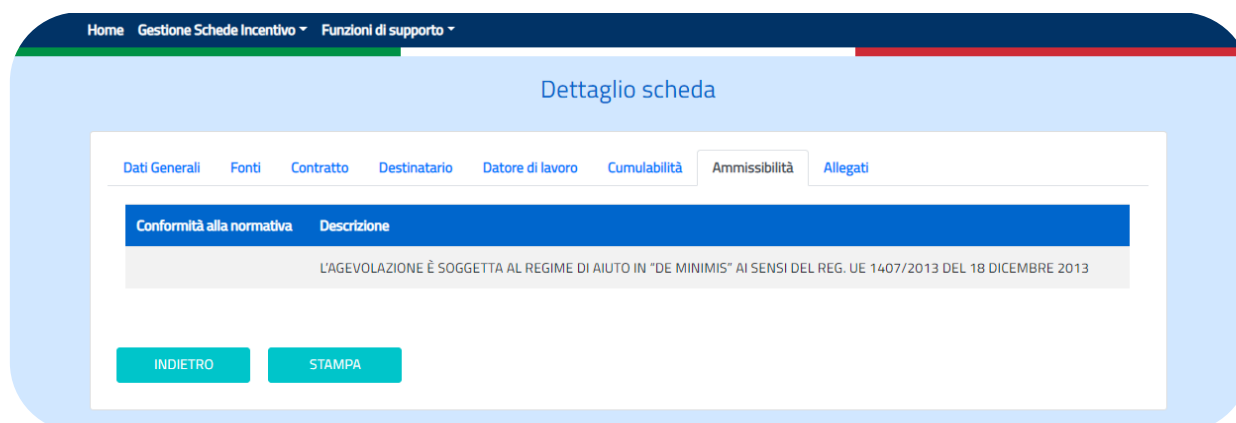 Home Gestione Schede Incentivo Funzioni di supporto
Dettaglio scheda
Dati Generali Fonti Contratto Destinatario Datore di lavoro Cumulabilità Ammissibilità Allegati
Conformità alla normativa Descrizione
L'AGEVOLAZIONE È SOGGETTA AL REGIME DI AIUTO IN "DE MINIMIS" AI SENSI DEL REG. UE 1407/2013 DEL 18 DICEMBRE 2013
INDIETRO STAMPA